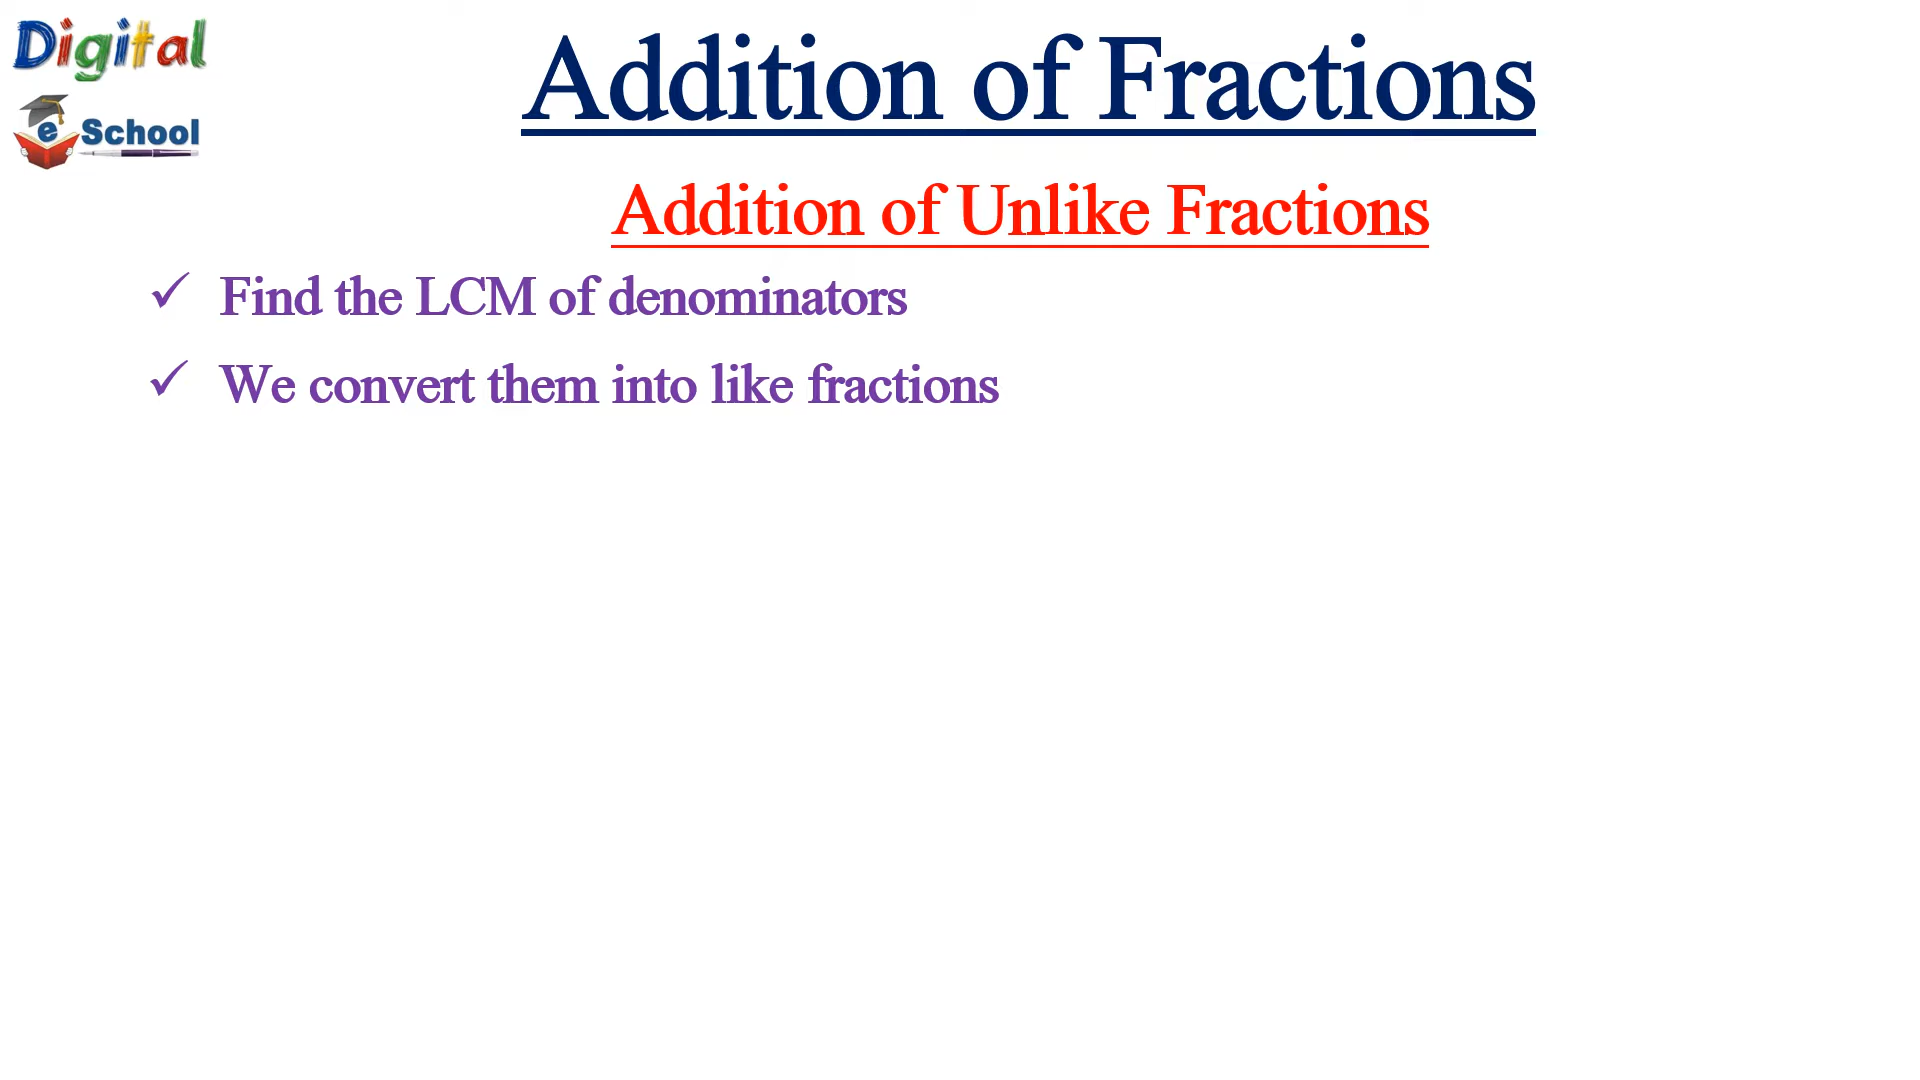 Digital
e School
Addition of Fractions
Addition of Unlike Fractions
✓ Find the LCM of denominators
✓ We convert them into like fractions